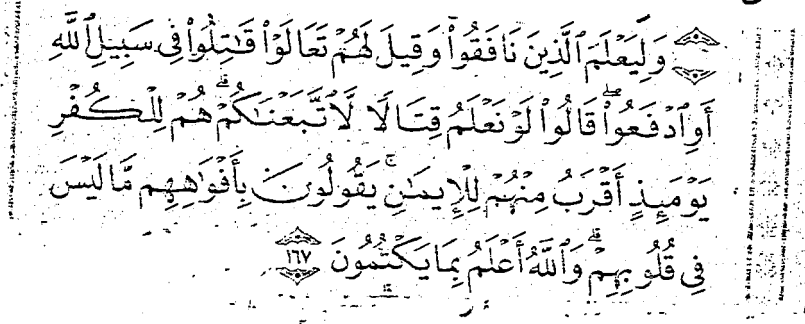 وَلِيَعْلَمَ ٱلَّذِينَ نَافَقُوا۟ ۚ وَقِيلَ لَهُمْ تَعَالَوْا۟ قَـٰتِلُوا۟ فِى سَبِيلِ ٱللَّهِ
أَوِ ٱدْفَعُوا۟ ۖ قَالُوا۟ لَوْ نَعْلَمُ قِتَالًا لَّٱتَّبَعْنَـٰكُمْ ۗ هُمْ لِلْكُفْرِ
يَوْمَئِذٍ أَقْرَبُ مِنْهُمْ لِلْإِيمَـٰنِ ۚ يَقُولُونَ بِأَفْوَٰهِهِم مَّا لَيْسَ
فِى قُلُوبِهِمْ ۗ وَٱللَّهُ أَعْلَمُ بِمَا يَكْتُمُونَ ١٦٧